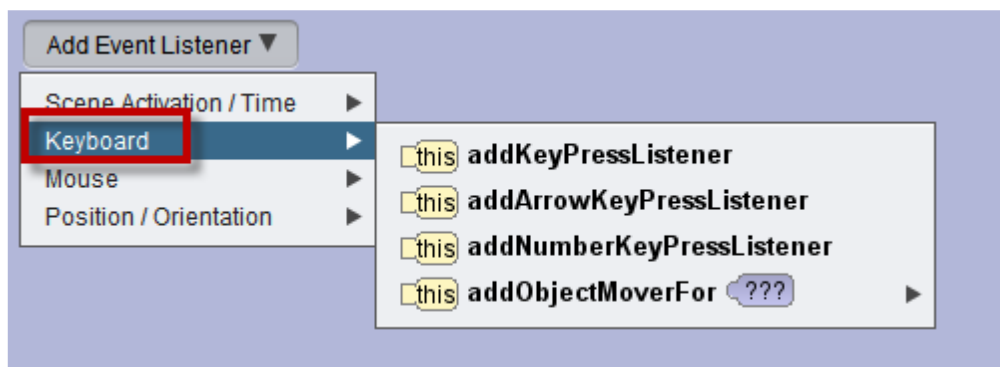 Add Event Listener ▼
Scene Activation / Time ▶
Keyboard ▶
Mouse ▶
Position / Orientation ▶
this addKeyPressListener
this addArrowKeyPressListener
this addNumberKeyPressListener
this addObjectMoverFor ??? ▶